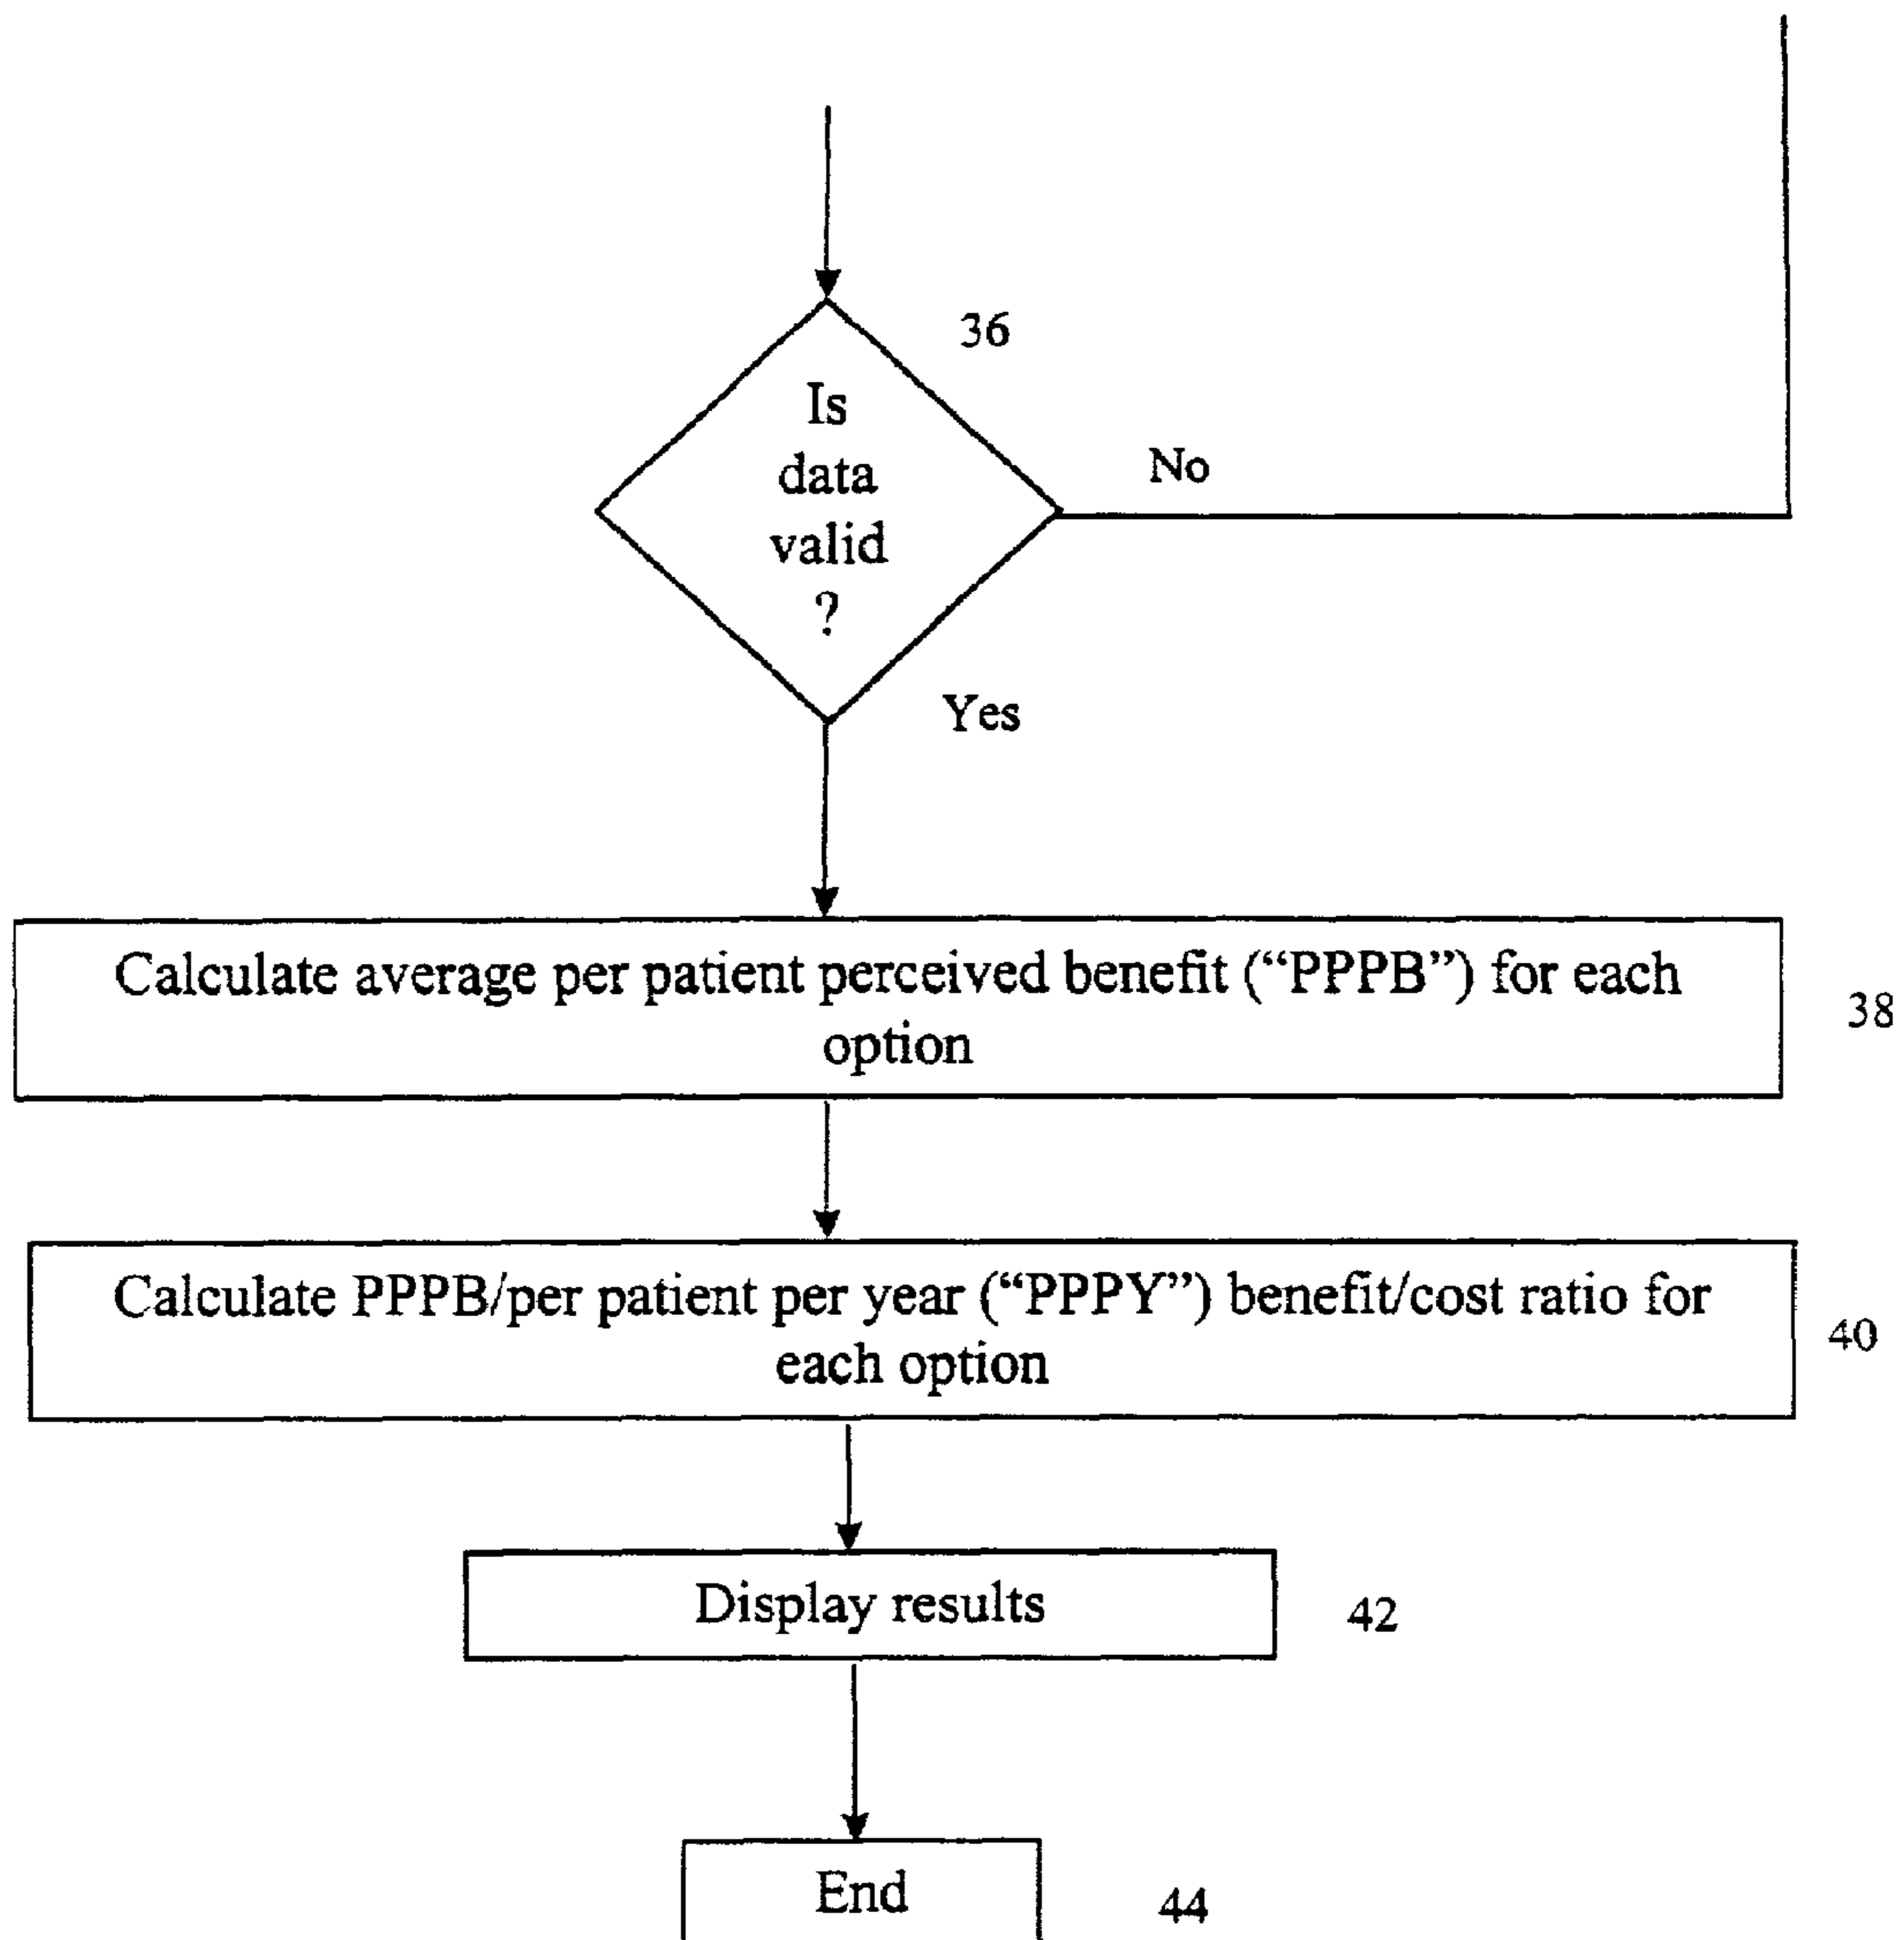 36
Is
data
valid
?
No
Yes
Calculate average per patient perceived benefit (“PPPB”) for each
option
38
Calculate PPPB/per patient per year (“PPPY”) benefit/cost ratio for
each option
40
Display results
42
End
44